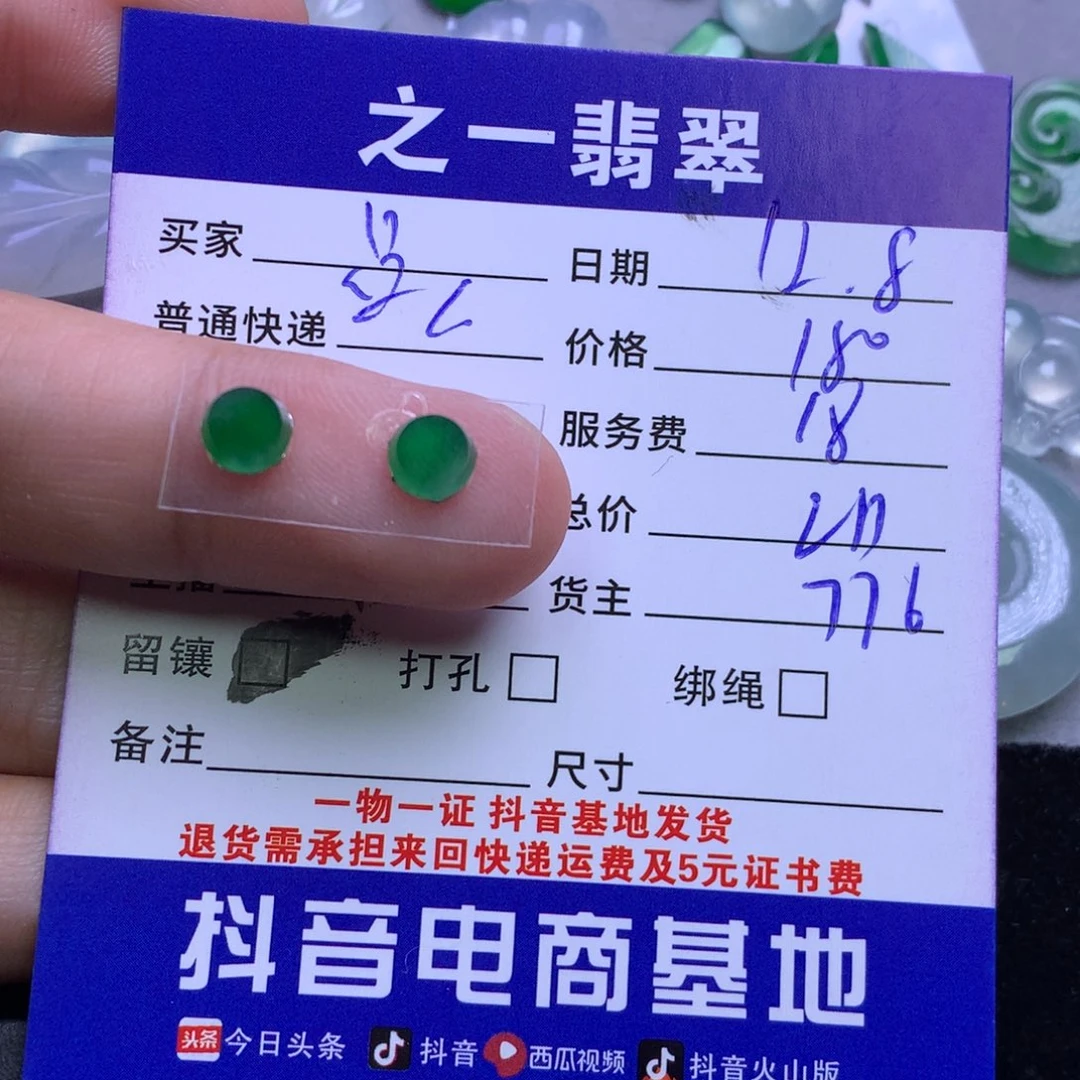 之一翡翠
买家 日期 12.8
普通快递 价格 180
服务费 18
总价
货主 776
留镶 打孔 绑绳
备注 尺寸
一物一证 抖音基地发货
退货需承担来回快递运费及5元证书费
抖音电商基地
头条 今日头条 抖音 西瓜视频 抖音火山版